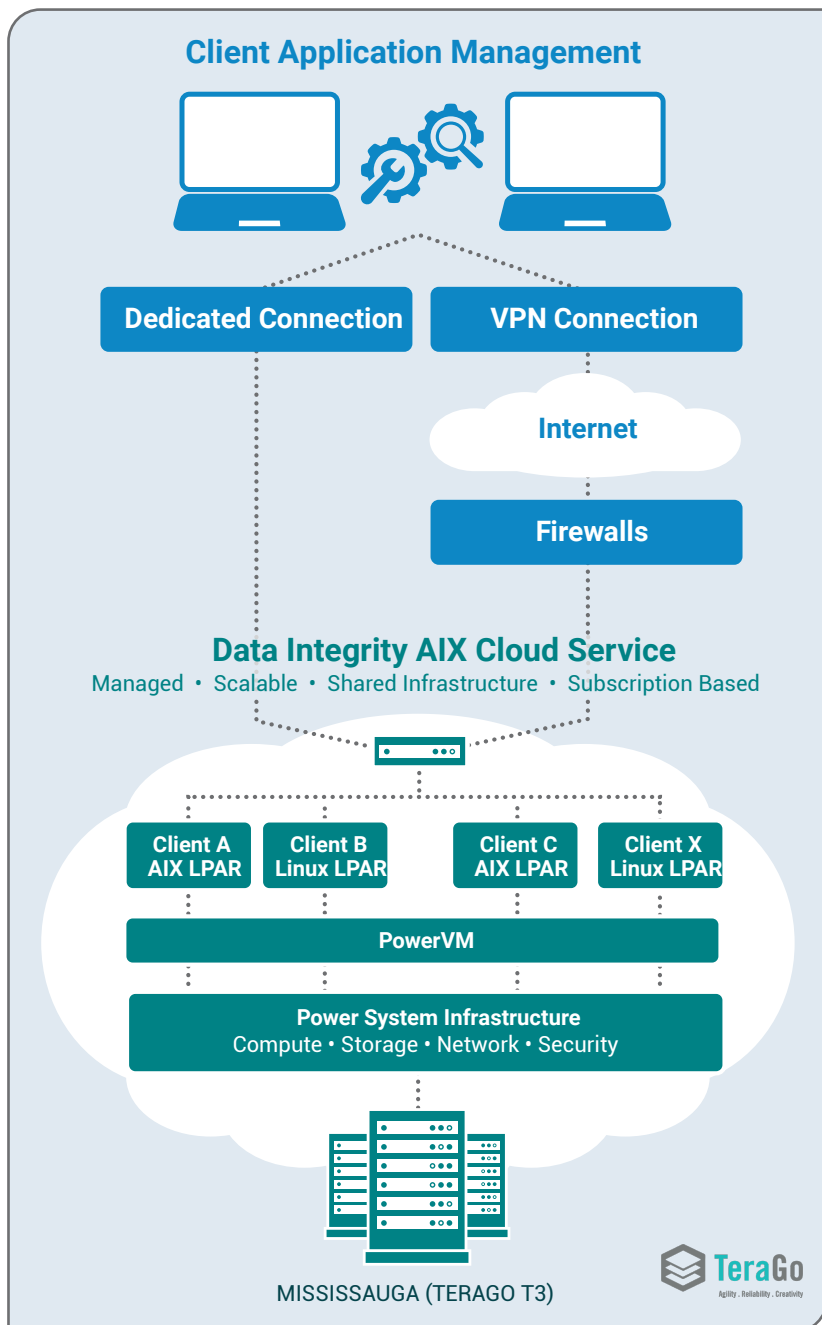 Client Application Management
Dedicated Connection
VPN Connection
Internet
Firewalls
Data Integrity AIX Cloud Service
Managed • Scalable • Shared Infrastructure • Subscription Based
Client A
AIX LPAR
Client B
Linux LPAR
Client C
AIX LPAR
Client X
Linux LPAR
PowerVM
Power System Infrastructure
Compute • Storage • Network • Security
MISSISSAUGA (TERAGO T3)
TeraGo
Agility . Reliability . Creativity